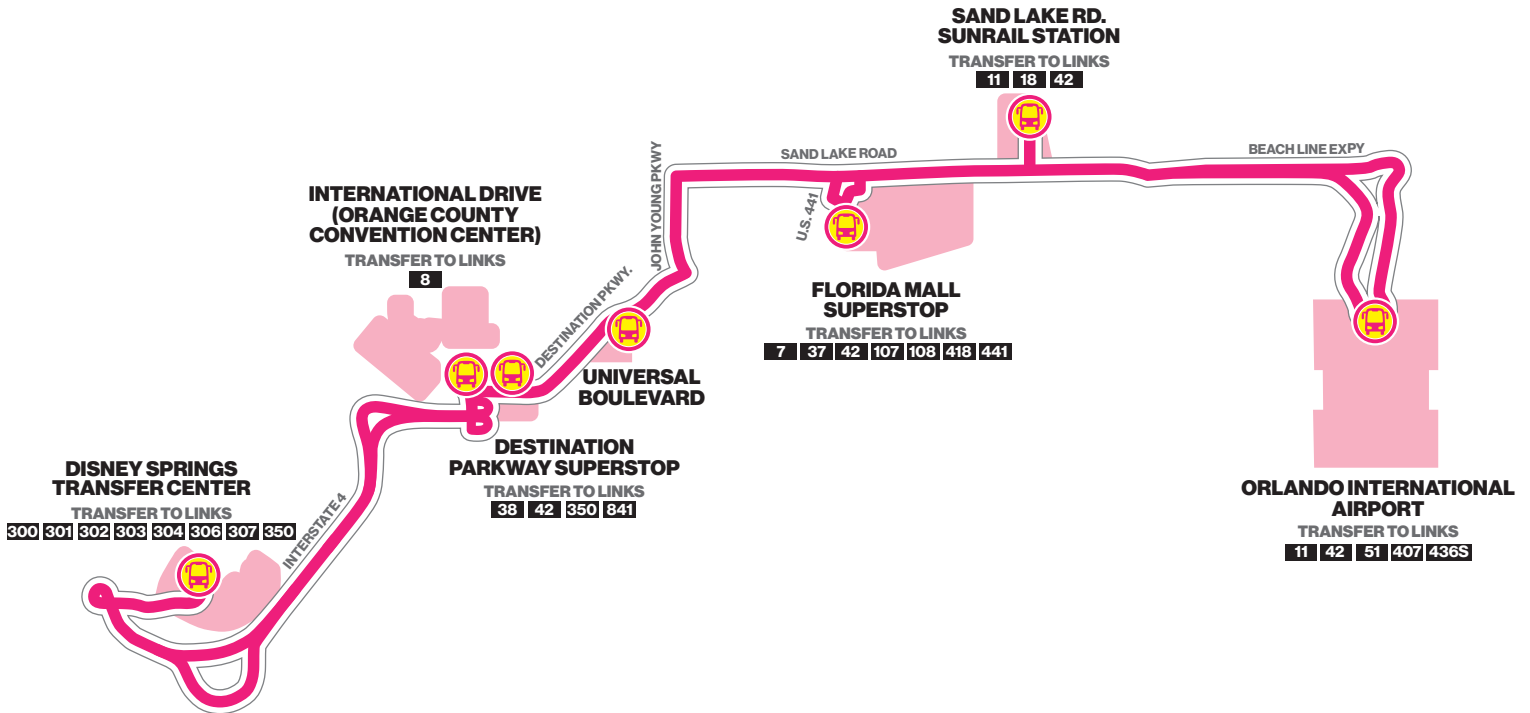 SAND LAKE RD.
SUNRAIL STATION
TRANSFER TO LINKS
11 18 42
SAND LAKE ROAD
BEACH LINE EXPY
JOHN YOUNG PKWY
U.S. 441
INTERNATIONAL DRIVE
(ORANGE COUNTY
CONVENTION CENTER)
TRANSFER TO LINKS
8
DESTINATION PKWY.
FLORIDA MALL
SUPERSTOP
TRANSFER TO LINKS
7 37 42 107 108 418 441
UNIVERSAL
BOULEVARD
DESTINATION
PARKWAY SUPERSTOP
TRANSFER TO LINKS
38 42 350 841
DISNEY SPRINGS
TRANSFER CENTER
TRANSFER TO LINKS
300 301 302 303 304 306 307 350
INTERSTATE 4
ORLANDO INTERNATIONAL
AIRPORT
TRANSFER TO LINKS
11 42 51 407 436S